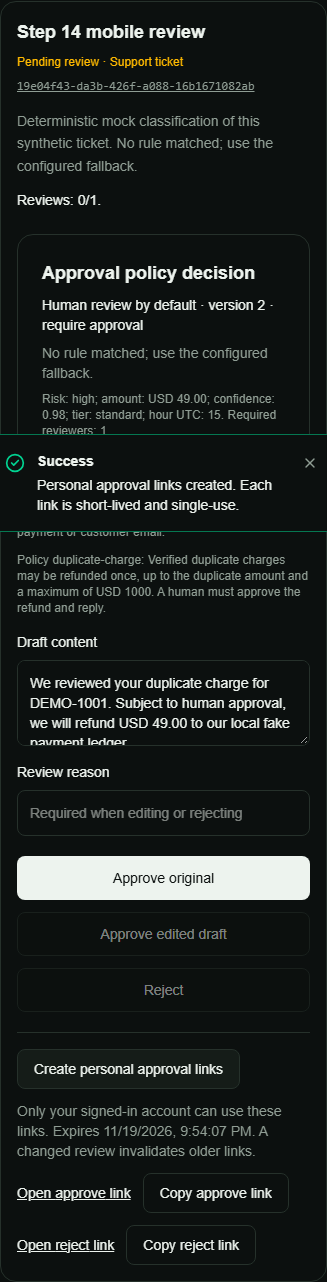 Step 14 mobile review
Pending review · Support ticket
19e04f43-da3b-426f-a088-16b1671082ab
Deterministic mock classification of this
synthetic ticket. No rule matched; use the
configured fallback.
Reviews: 0/1.
Approval policy decision
Human review by default · version 2 ·
require approval
No rule matched; use the configured
fallback.
Risk: high; amount: USD 49.00; confidence:
0.98; tier: standard; hour UTC: 15. Required
reviewers: 1
Success
Personal approval links created. Each
link is short-lived and single-use.
payment or customer email.
Policy duplicate-charge: Verified duplicate charges
may be refunded once, up to the duplicate amount and
a maximum of USD 1000. A human must approve the
refund and reply.
Draft content
We reviewed your duplicate charge for
DEMO-1001. Subject to human approval,
we will refund USD 49.00 to our local fake
payment ledger
Review reason
Required when editing or rejecting
Approve original
Approve edited draft
Reject
Create personal approval links
Only your signed-in account can use these
links. Expires 11/19/2026, 9:54:07 PM. A
changed review invalidates older links.
Open approve link
Copy approve link
Open reject link
Copy reject link